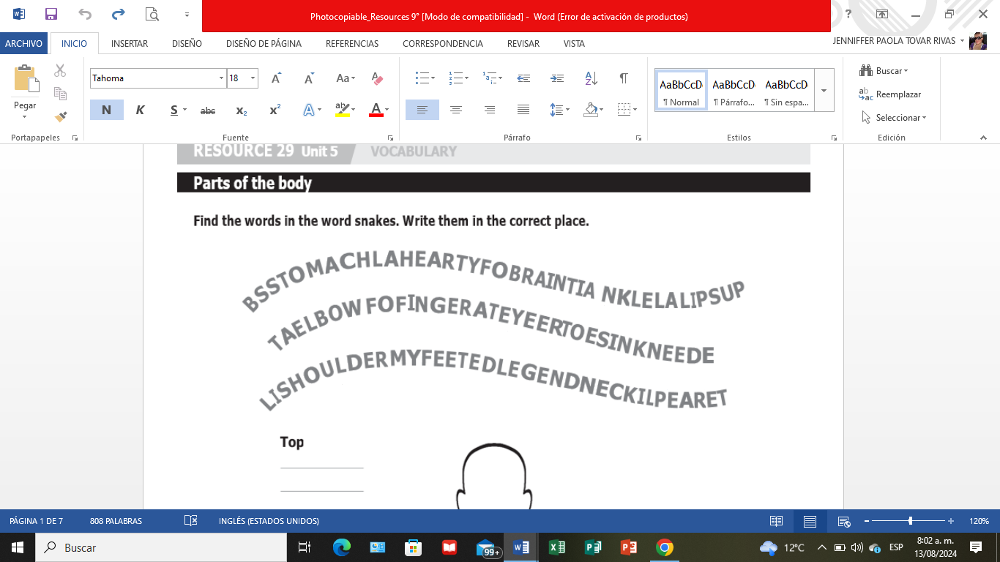 Photocopiable_Resources 9° [Modo de compatibilidad] - Word (Error de activación de productos)
?
ARCHIVO INICIO INSERTAR DISEÑO DISEÑO DE PÁGINA REFERENCIAS CORRESPONDENCIA REVISAR VISTA JENNIFFER PAOLA TOVAR RIVAS
Tahoma 18 A A Aa AaBbCcD AaBbCcD AaBbCcD Buscar
Pegar N K S abc x₂ x² A A ¶ Normal ¶ Párrafo... ¶ Sin espa... Reemplazar
Seleccionar
Portapapeles Fuente Párrafo Estilos Edición
RESOURCE 29 Unit 5 VOCABULARY
Parts of the body
Find the words in the word snakes. Write them in the correct place.
BSSTOMACHLAHEARTYFOBRAINTIA NKLELALIPSUP
TAELBOW FOFINGERATEYEERTOESINKNEEDE
LISHOULDERMYFEETEDLEGENDNECKILPEARET
Top
PÁGINA 1 DE 7 808 PALABRAS INGLÉS (ESTADOS UNIDOS) 120%
Buscar 99+ 12°C ESP 8:02 a. m.
13/08/2024